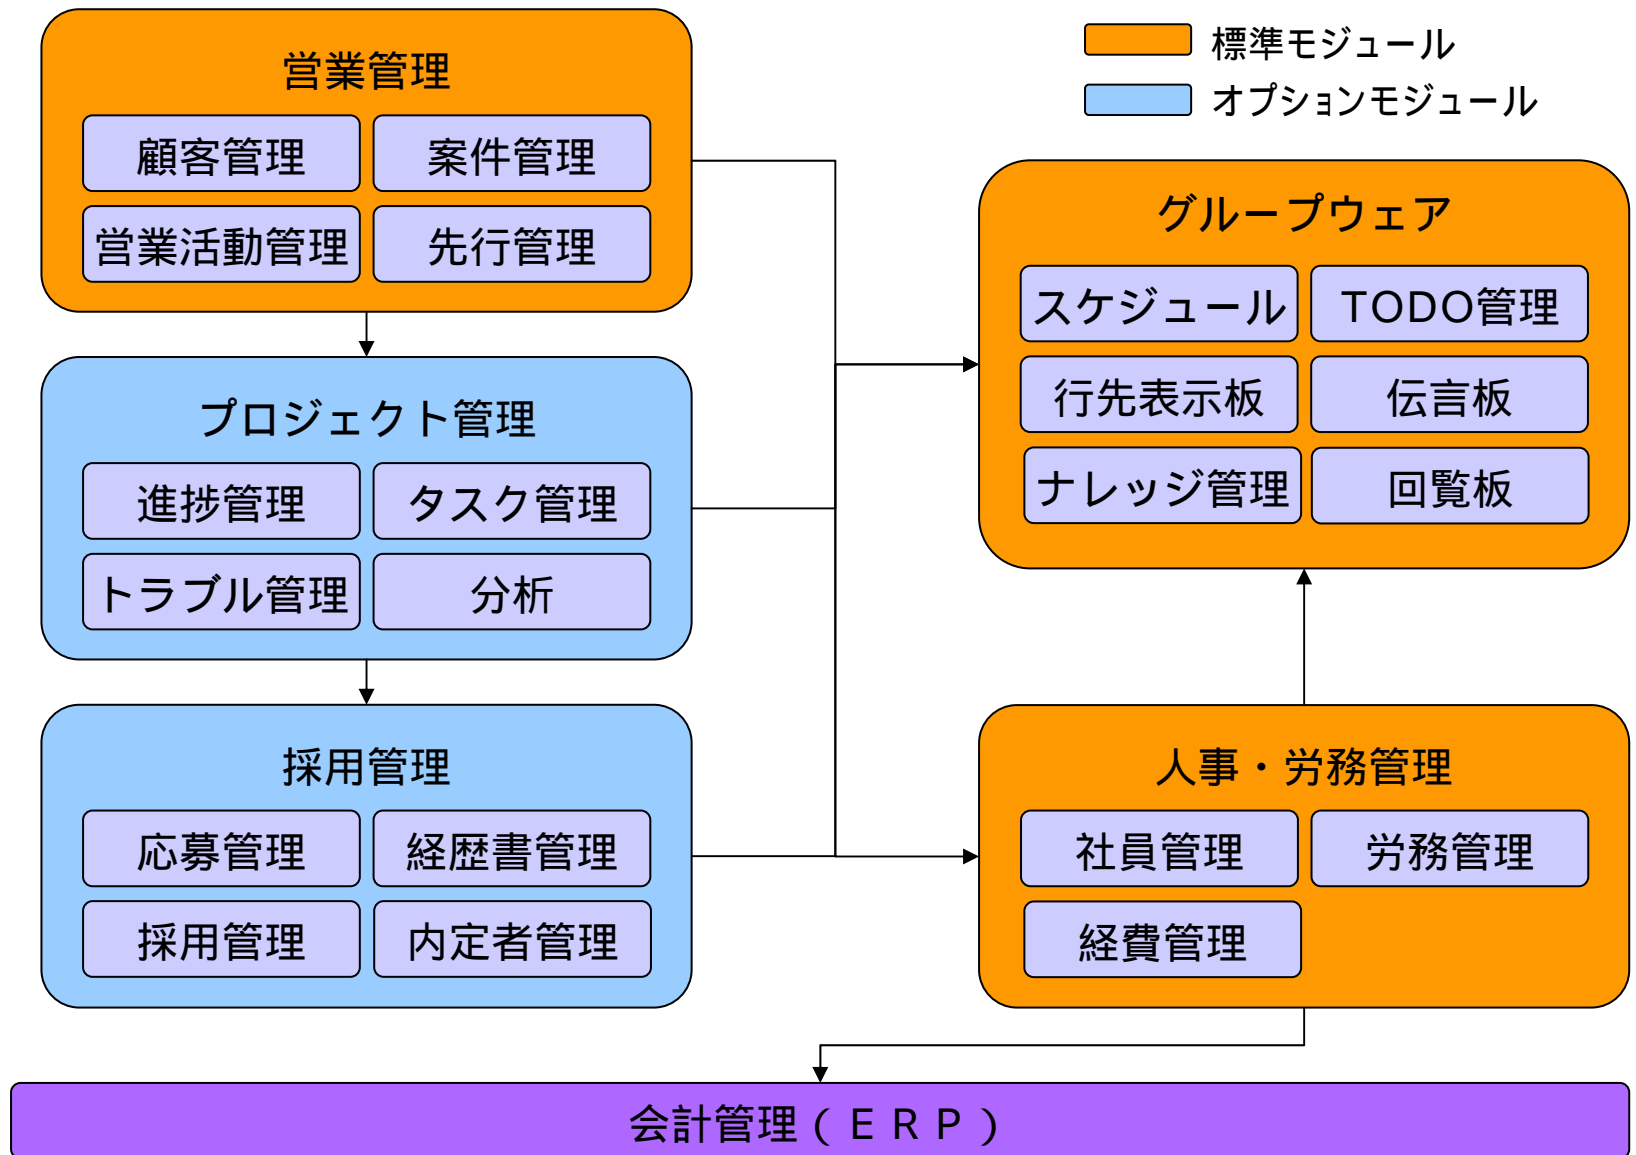 営業管理
顧客管理
案件管理
営業活動管理
先行管理
プロジェクト管理
進捗管理
タスク管理
トラブル管理
分析
採用管理
応募管理
経歴書管理
採用管理
内定者管理
標準モジュール
オプションモジュール
グループウェア
スケジュール
TODO管理
行先表示板
伝言板
ナレッジ管理
回覧板
人事・労務管理
社員管理
労務管理
経費管理
会計管理（ＥＲＰ）